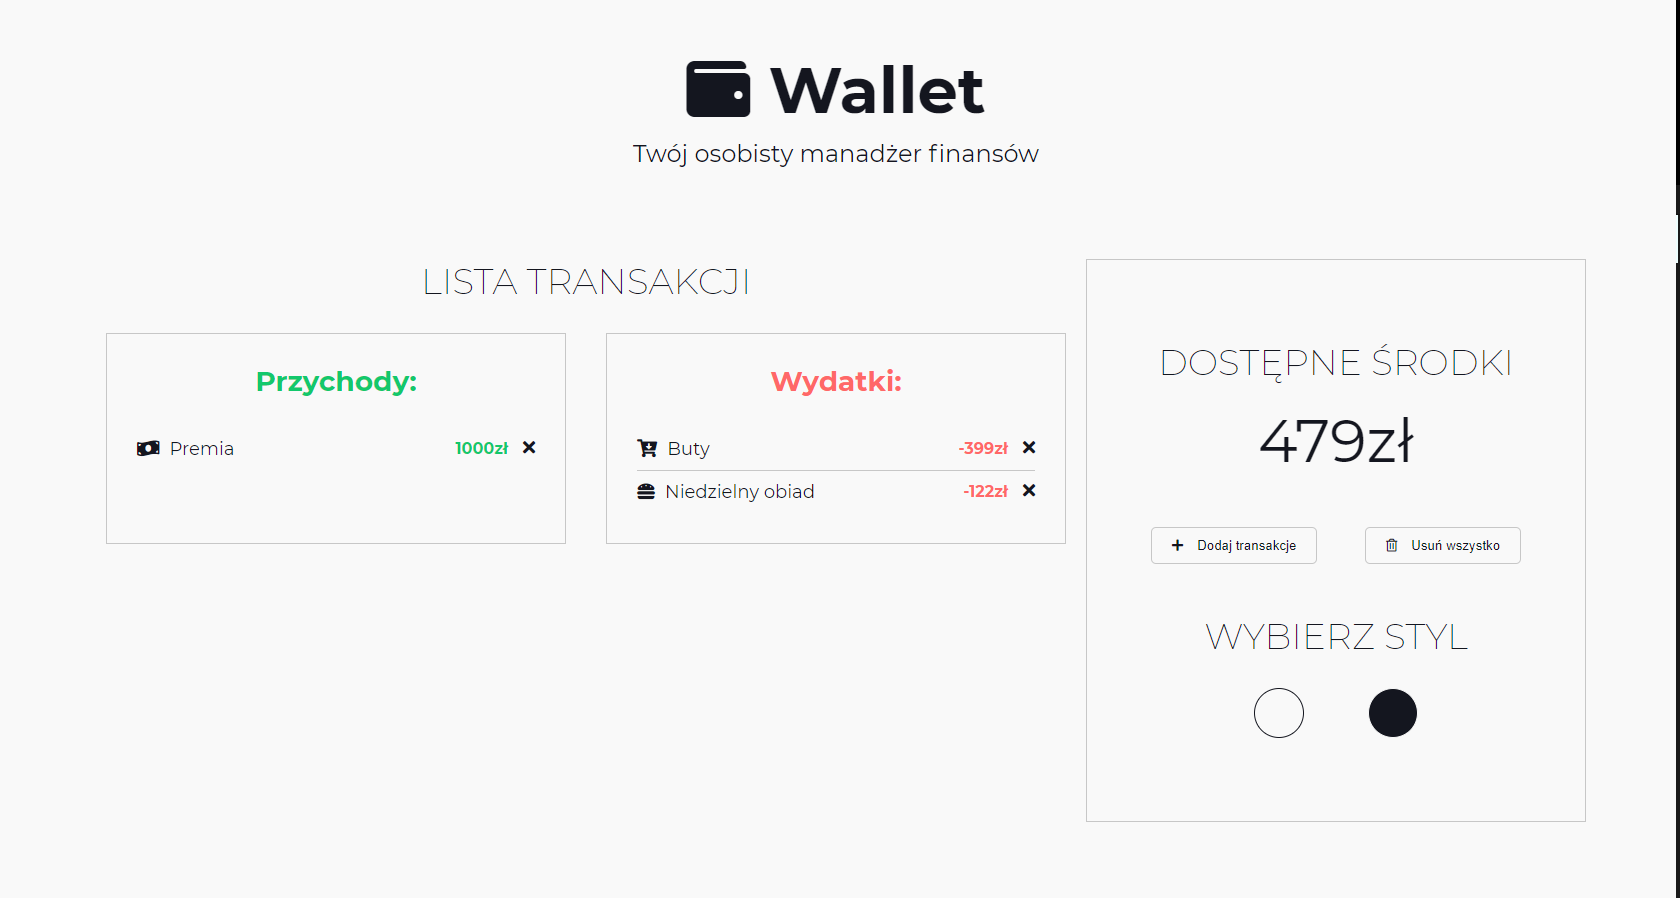 Wallet
Twój osobisty manadżer finansów
LISTA TRANSAKCJI
Przychody:
Premia 1000zł
Wydatki:
Buty -399zł
Niedzielny obiad -122zł
DOSTĘPNE ŚRODKI
479zł
Dodaj transakcje
Usuń wszystko
WYBIERZ STYL